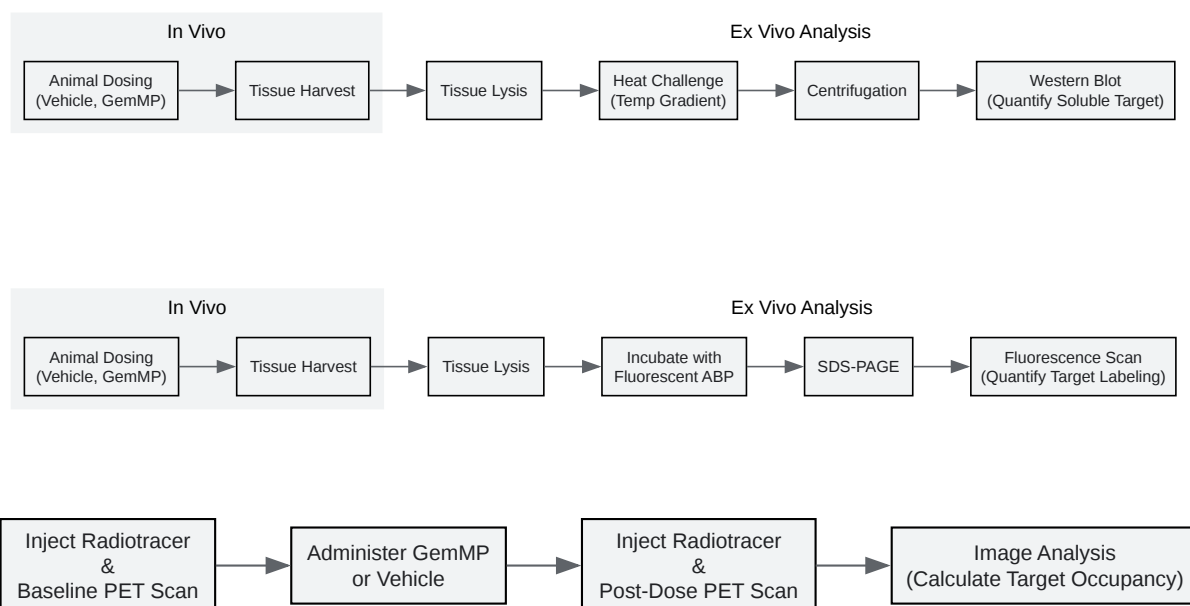 In Vivo
Ex Vivo Analysis
Animal Dosing
(Vehicle, GemMP)
Tissue Harvest
Tissue Lysis
Heat Challenge
(Temp Gradient)
Centrifugation
Western Blot
(Quantify Soluble Target)
In Vivo
Ex Vivo Analysis
Animal Dosing
(Vehicle, GemMP)
Tissue Harvest
Tissue Lysis
Incubate with
Fluorescent ABP
SDS-PAGE
Fluorescence Scan
(Quantify Target Labeling)
Inject Radiotracer
&
Baseline PET Scan
Administer GemMP
or Vehicle
Inject Radiotracer
&
Post-Dose PET Scan
Image Analysis
(Calculate Target Occupancy)